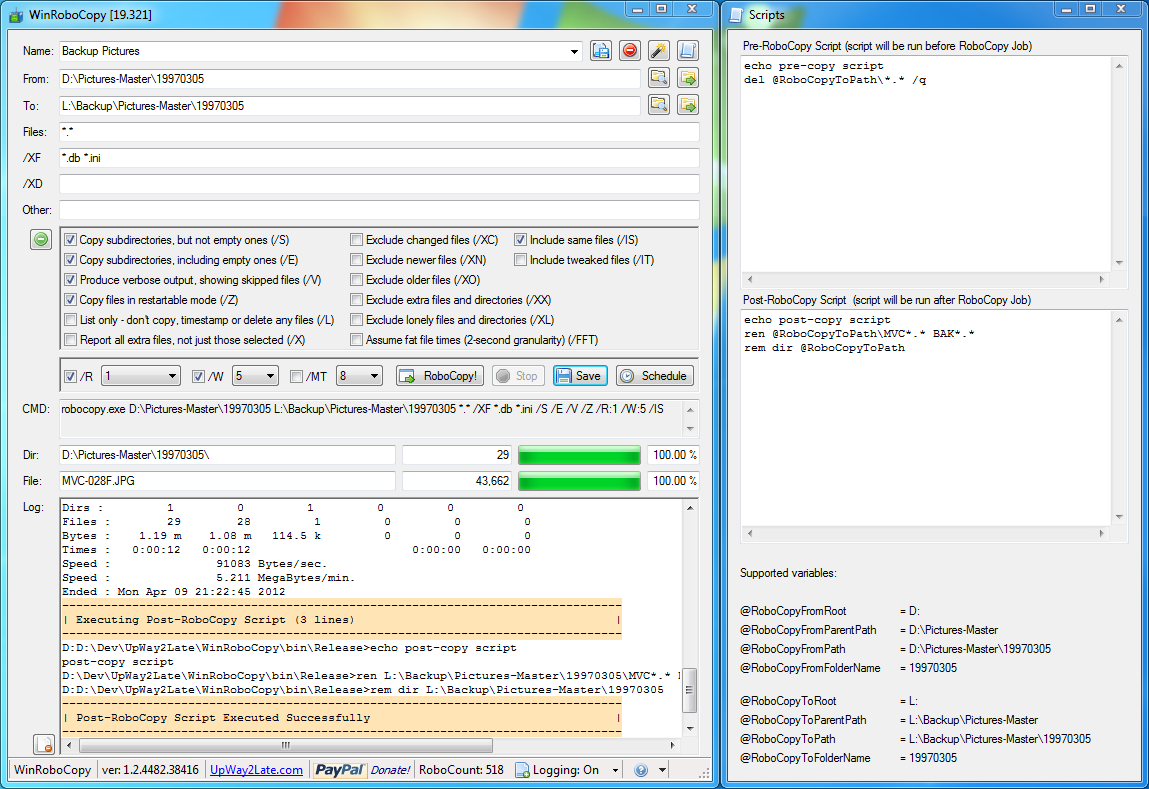 WinRoboCopy [19.321]
Name: Backup Pictures
From: D:\Pictures-Master\19970305
To: L:\Backup\Pictures-Master\19970305
Files: *.*
/XF *.db *.ini
/XD
Other:
Copy subdirectories, but not empty ones (/S) Exclude changed files (/XC) Include same files (/IS)
Copy subdirectories, including empty ones (/E) Exclude newer files (/XN) Include tweaked files (/IT)
Produce verbose output, showing skipped files (/V) Exclude older files (/XO)
Copy files in restartable mode (/Z) Exclude extra files and directories (/XX)
List only - don't copy, timestamp or delete any files (/L) Exclude lonely files and directories (/XL)
Report all extra files, not just those selected (/X) Assume fat file times (2-second granularity) (/FFT)
/R 1 /W 5 /MT 8 RoboCopy! Stop Save Schedule
CMD: robocopy.exe D:\Pictures-Master\19970305 L:\Backup\Pictures-Master\19970305 *.* /XF *.db *.ini /S /E /V /Z /R:1 /W:5 /IS
Dir: D:\Pictures-Master\19970305\ 29 100.00 %
File: MVC-028F.JPG 43,662 100.00 %
Log:
Dirs : 1 0 1 0 0 0
Files : 29 28 1 0 0 0
Bytes : 1.19 m 1.08 m 114.5 k 0 0 0
Times : 0:00:12 0:00:12 0:00:00 0:00:00
Speed : 91083 Bytes/sec.
Speed : 5.211 MegaBytes/min.
Ended : Mon Apr 09 21:22:45 2012
--------------------------------------------------------------------------------
| Executing Post-RoboCopy Script (3 lines) |
--------------------------------------------------------------------------------
D:D:\Dev\UpWay2Late\WinRoboCopy\bin\Release>echo post-copy script
post-copy script
D:D:\Dev\UpWay2Late\WinRoboCopy\bin\Release>ren L:\Backup\Pictures-Master\19970305\MVC*.*
D:D:\Dev\UpWay2Late\WinRoboCopy\bin\Release>rem dir L:\Backup\Pictures-Master\19970305
--------------------------------------------------------------------------------
| Post-RoboCopy Script Executed Successfully |
--------------------------------------------------------------------------------
WinRoboCopy ver: 1.2.4482.38416 UpWay2Late.com PayPal Donate! RoboCount: 518 Logging: On
Scripts
Pre-RoboCopy Script (script will be run before RoboCopy Job)
echo pre-copy script
del @RoboCopyToPath\*.* /q
Post-RoboCopy Script (script will be run after RoboCopy Job)
echo post-copy script
ren @RoboCopyToPath\MVC*.* BAK*.*
rem dir @RoboCopyToPath
Supported variables:
@RoboCopyFromRoot = D:
@RoboCopyFromParentPath = D:\Pictures-Master
@RoboCopyFromPath = D:\Pictures-Master\19970305
@RoboCopyFromFolderName = 19970305
@RoboCopyToRoot = L:
@RoboCopyToParentPath = L:\Backup\Pictures-Master
@RoboCopyToPath = L:\Backup\Pictures-Master\19970305
@RoboCopyToFolderName = 19970305